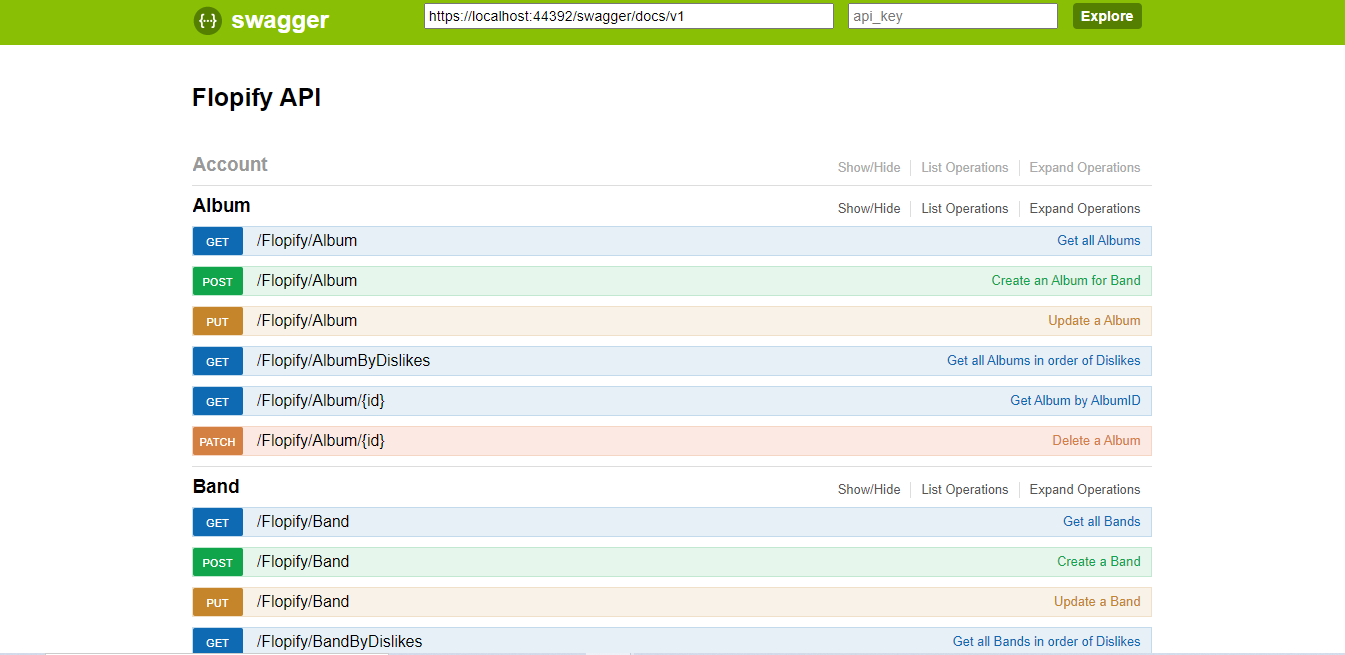 {···} swagger https://localhost:44392/swagger/docs/v1 api_key Explore
Flopify API
Account Show/Hide List Operations Expand Operations
Album Show/Hide List Operations Expand Operations
GET /Flopify/Album Get all Albums
POST /Flopify/Album Create an Album for Band
PUT /Flopify/Album Update a Album
GET /Flopify/AlbumByDislikes Get all Albums in order of Dislikes
GET /Flopify/Album/{id} Get Album by AlbumID
PATCH /Flopify/Album/{id} Delete a Album
Band Show/Hide List Operations Expand Operations
GET /Flopify/Band Get all Bands
POST /Flopify/Band Create a Band
PUT /Flopify/Band Update a Band
GET /Flopify/BandByDislikes Get all Bands in order of Dislikes